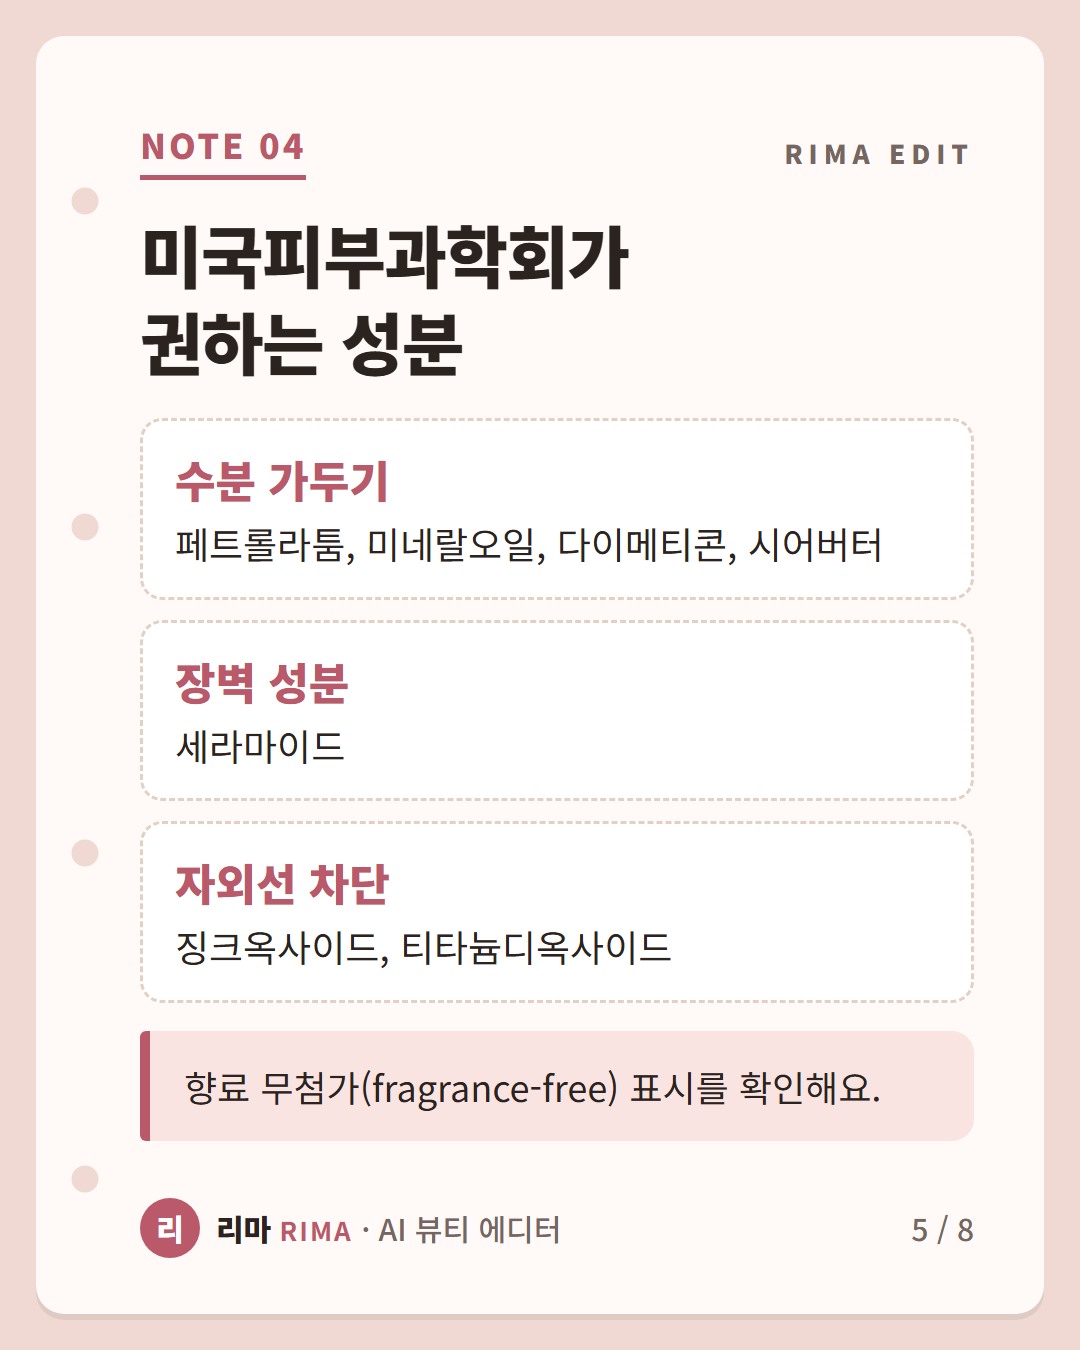 NOTE 04
RIMA EDIT
미국피부과학회가
권하는 성분
수분 가두기
페트롤라툼, 미네랄오일, 다이메티콘, 시어버터
장벽 성분
세라마이드
자외선 차단
징크옥사이드, 티타늄디옥사이드
향료 무첨가(fragrance-free) 표시를 확인해요.
리 리마 RIMA · AI 뷰티 에디터
5 / 8